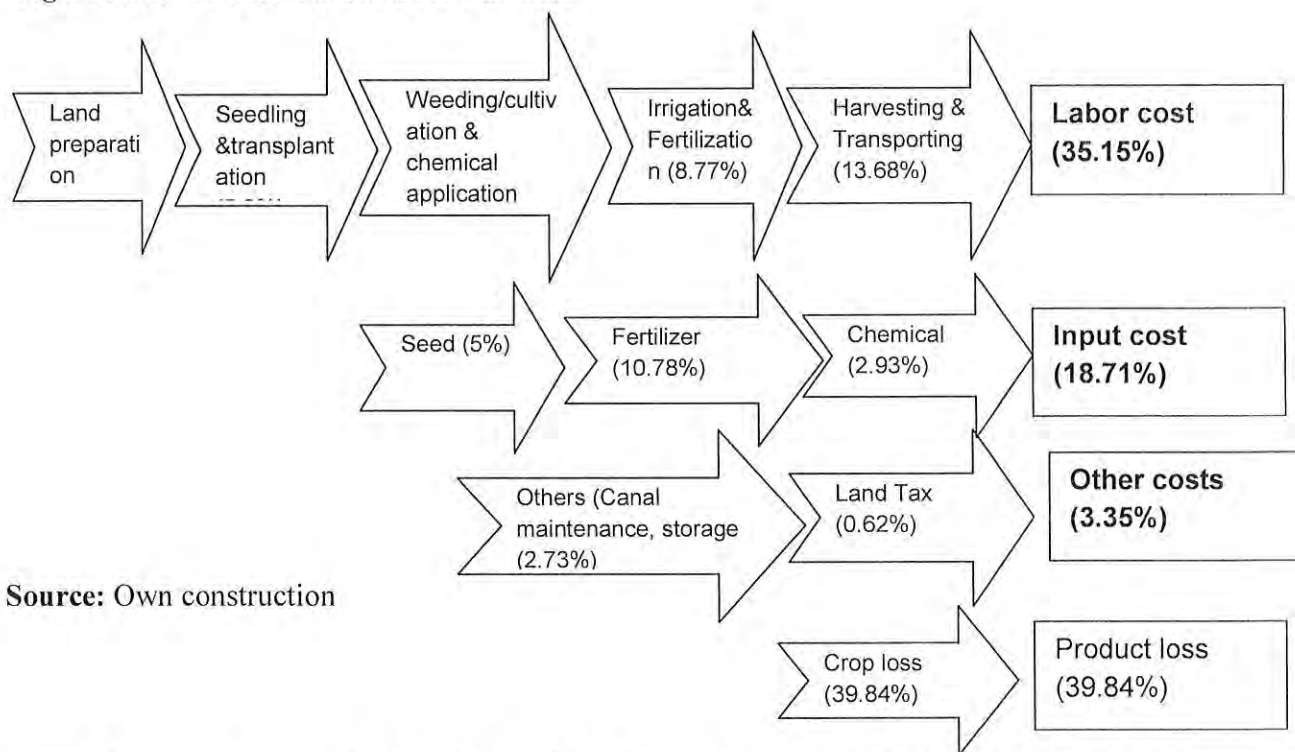 Land
preparati
on
Seedling
&transplant
ation
Weeding/cultiv
ation &
chemical
application
Irrigation&
Fertilizatio
n (8.77%)
Harvesting &
Transporting
(13.68%)
Labor cost
(35.15%)
Seed (5%)
Fertilizer
(10.78%)
Chemical
(2.93%)
Input cost
(18.71%)
Others (Canal
maintenance, storage
(2.73%)
Land Tax
(0.62%)
Other costs
(3.35%)
Source: Own construction
Crop loss
(39.84%)
Product loss
(39.84%)